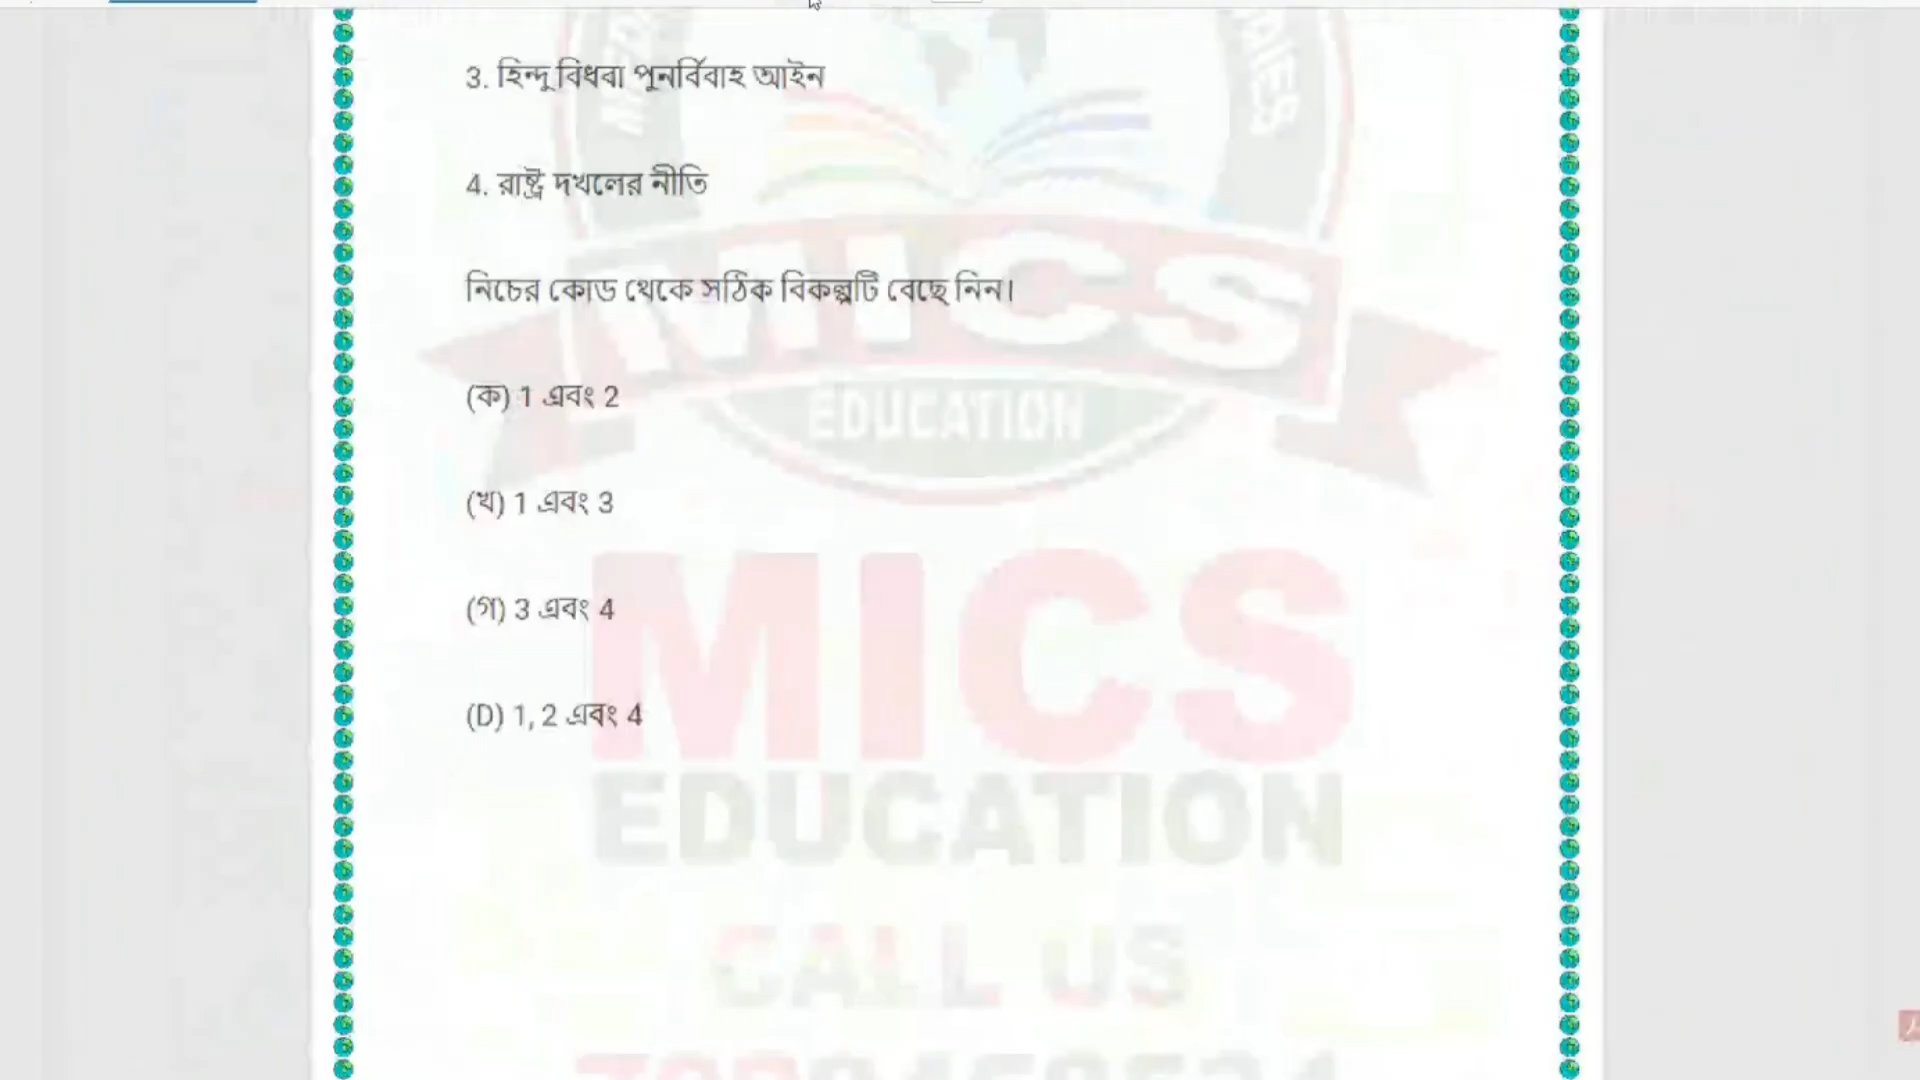 3. হিন্দু বিধবা পুনর্বিবাহ আইন
4. রাষ্ট্র দখলের নীতি
নিচের কোড থেকে সঠিক বিকল্পটি বেছে নিন।
MICS
EDUCATION
(ক) 1 এবং 2
(খ) 1 এবং 3
(গ) 3 এবং 4
(D) 1, 2 এবং 4
MICS
EDUCATION
CALL US